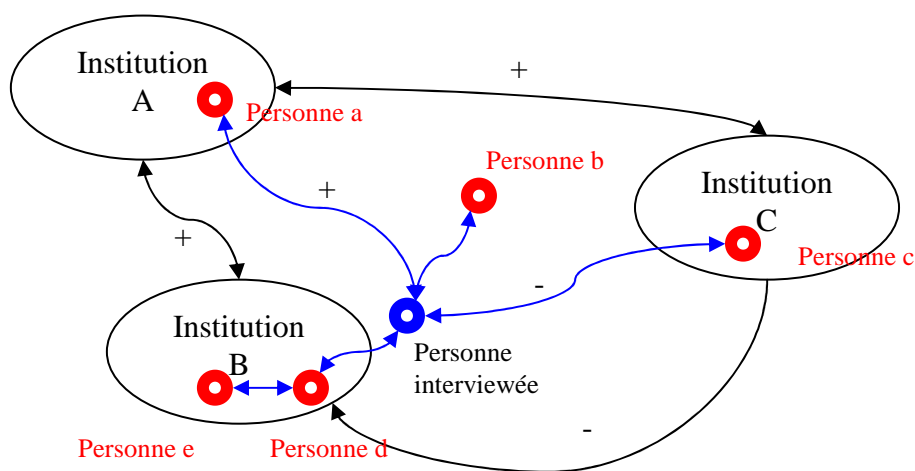 Institution
A
Personne a
+
+
Personne b
Institution
C
Personne c
+
-
Institution
B
Personne
interviewée
Personne e
Personne d
-